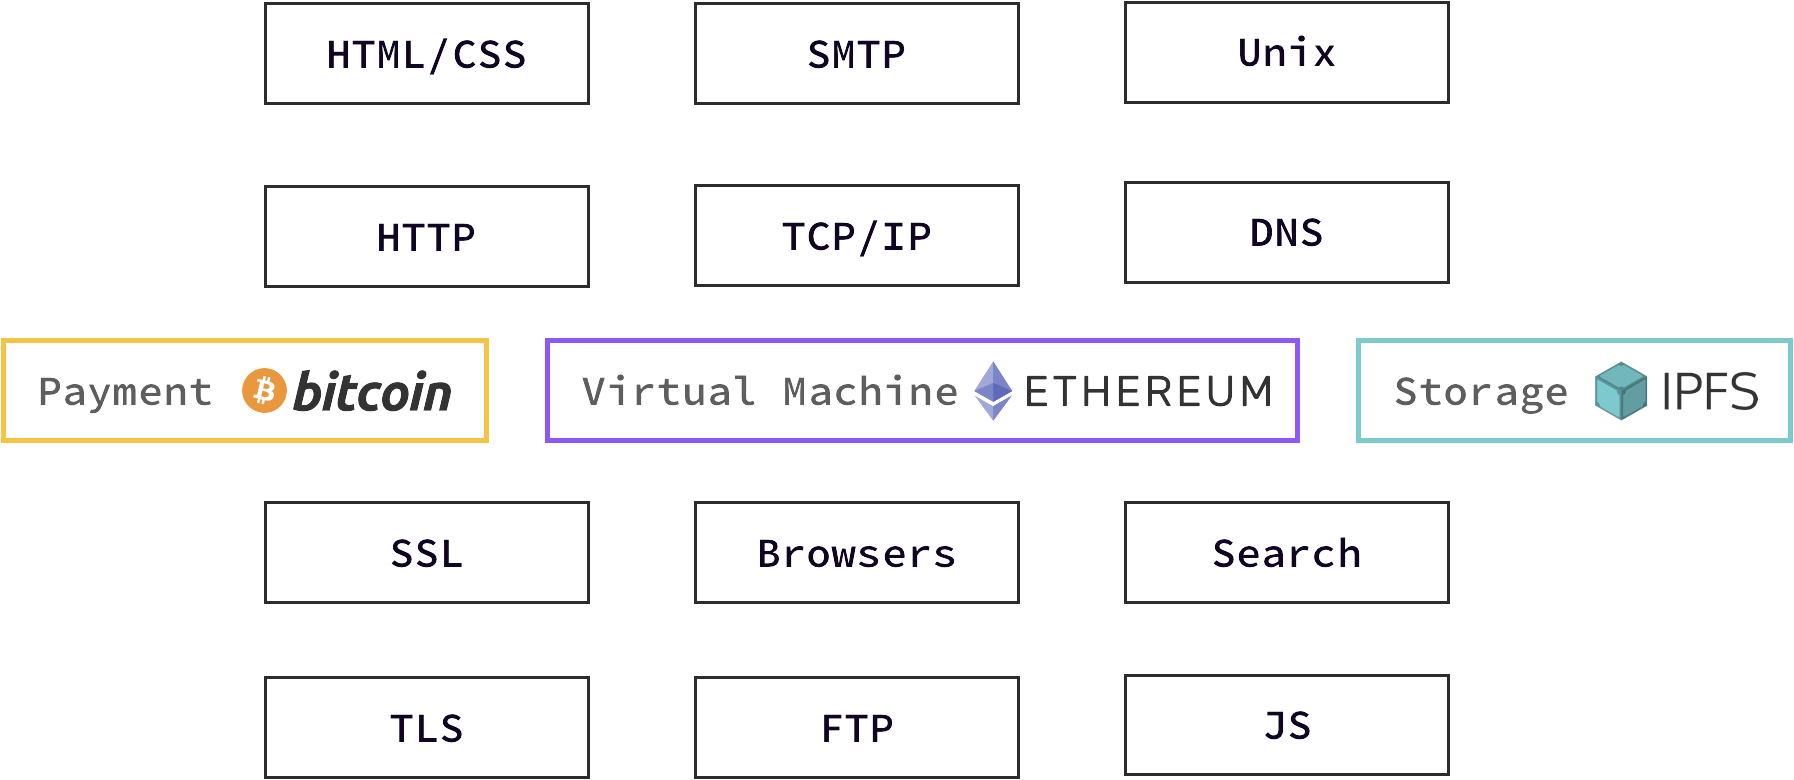 HTML/CSS
SMTP
Unix
HTTP
TCP/IP
DNS
Payment bitcoin
Virtual Machine ETHEREUM
Storage IPFS
SSL
Browsers
Search
TLS
FTP
JS